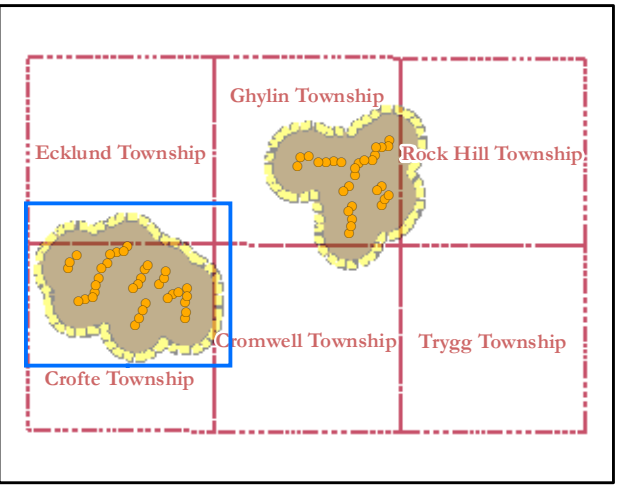 Ghylin Township
Ecklund Township
Rock Hill Township
Cromwell Township
Trygg Township
Crofte Township